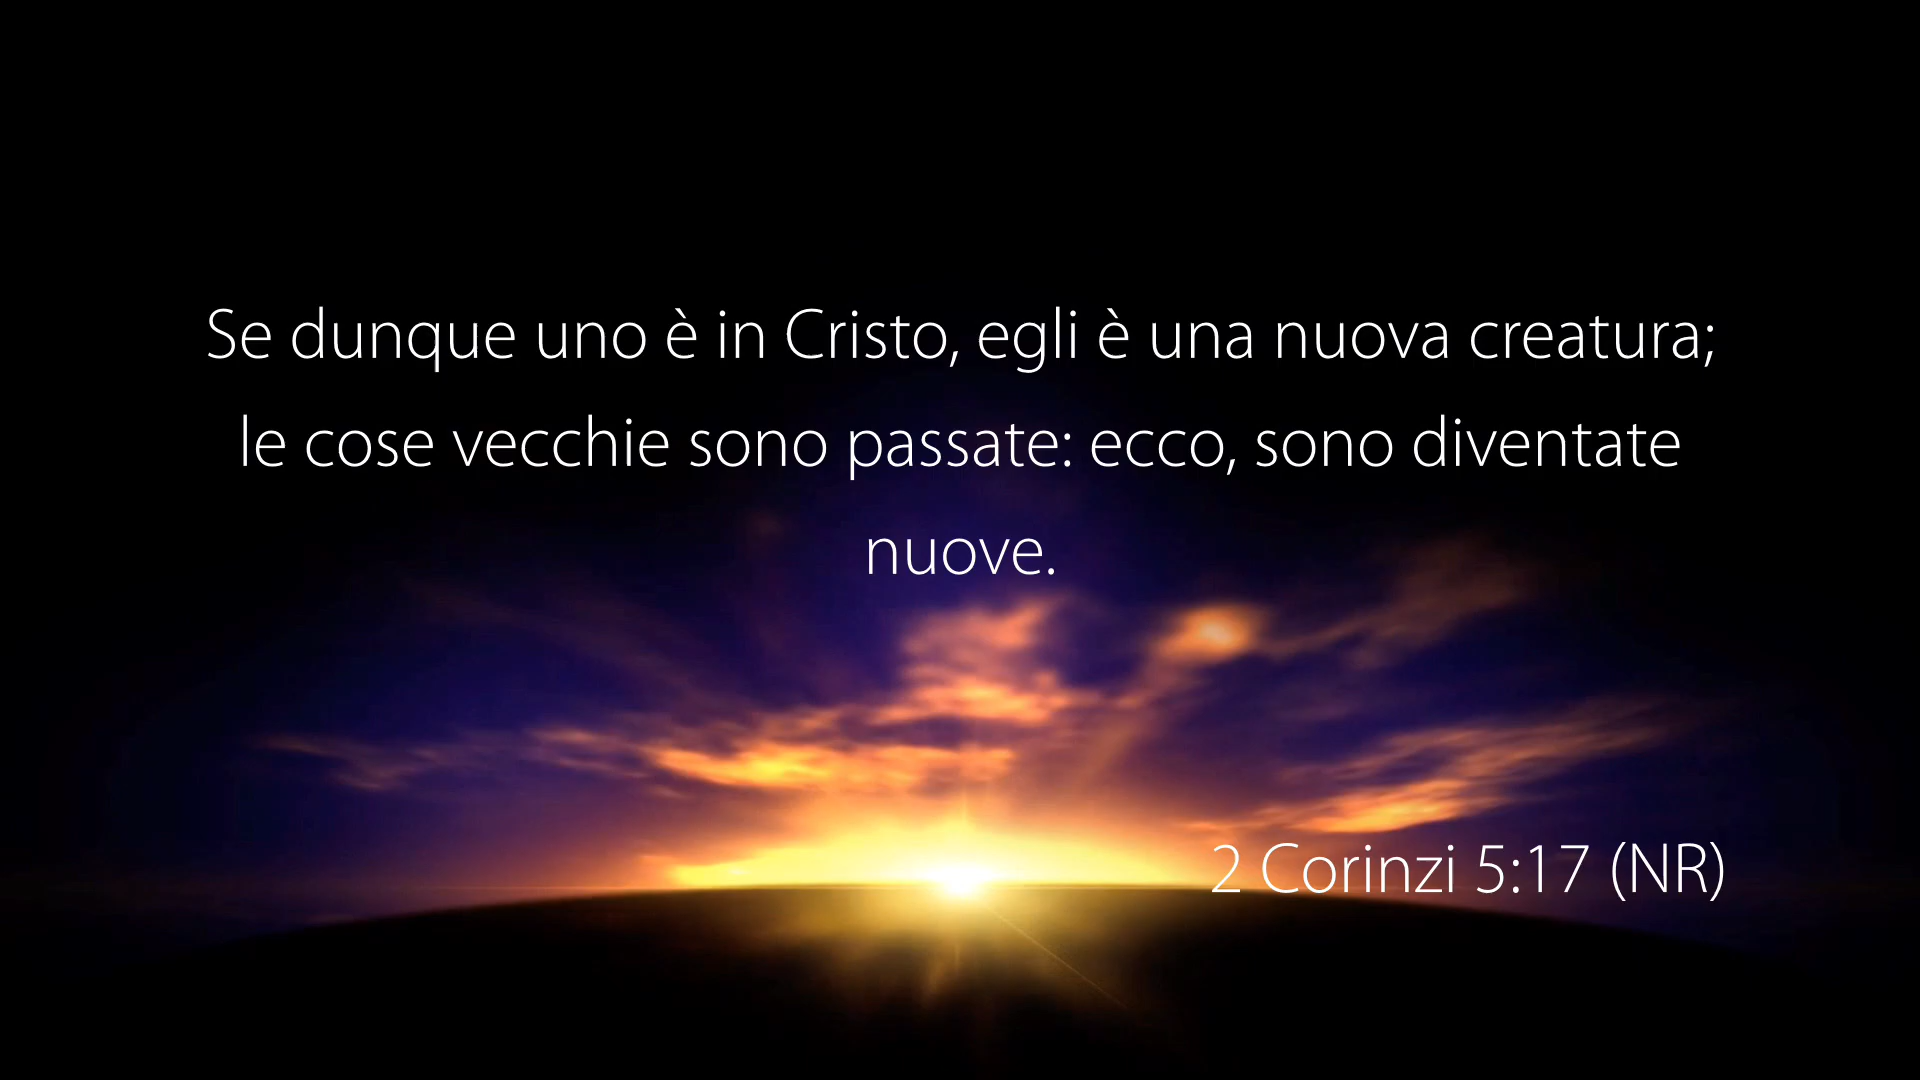 Se dunque uno è in Cristo, egli è una nuova creatura;
le cose vecchie sono passate: ecco, sono diventate
nuove.
2 Corinzi 5:17 (NR)